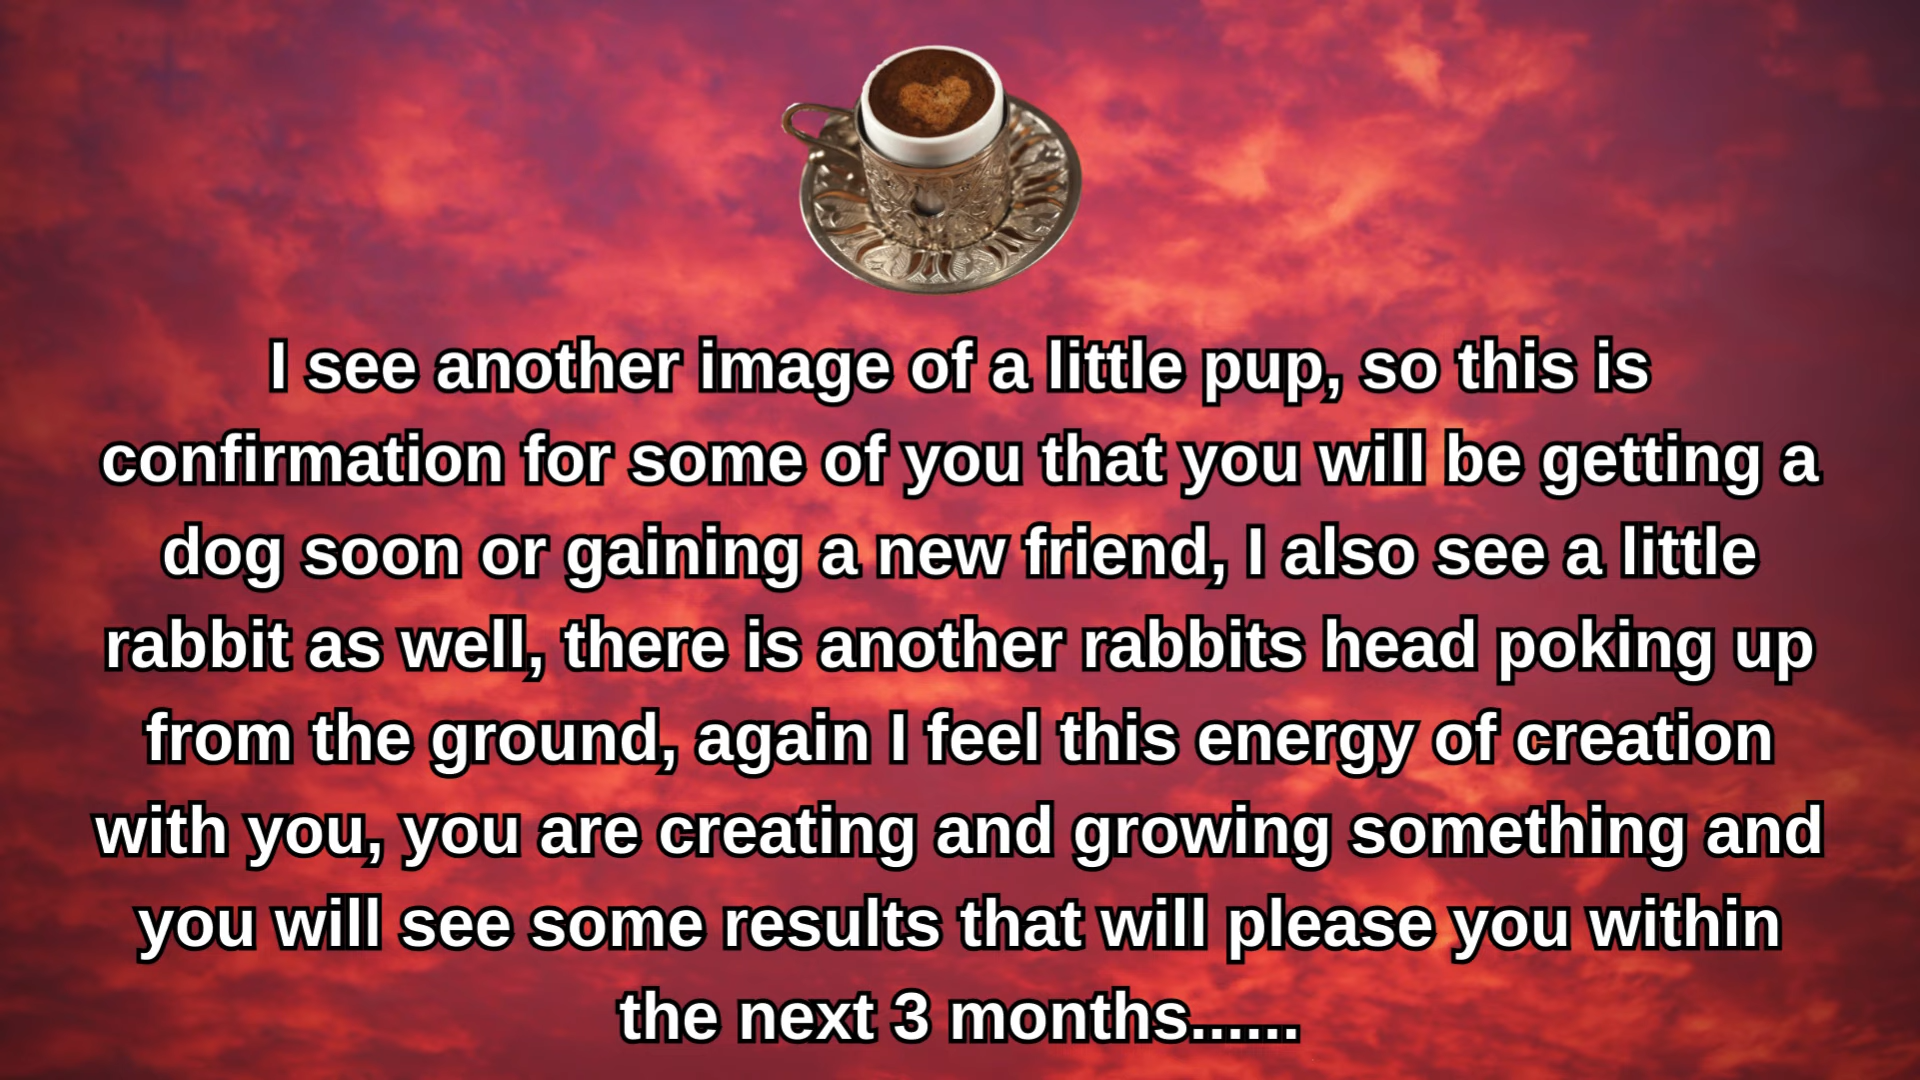 I see another image of a little pup, so this is
confirmation for some of you that you will be getting a
dog soon or gaining a new friend, I also see a little
rabbit as well, there is another rabbits head poking up
from the ground, again I feel this energy of creation
with you, you are creating and growing something and
you will see some results that will please you within
the next 3 months......